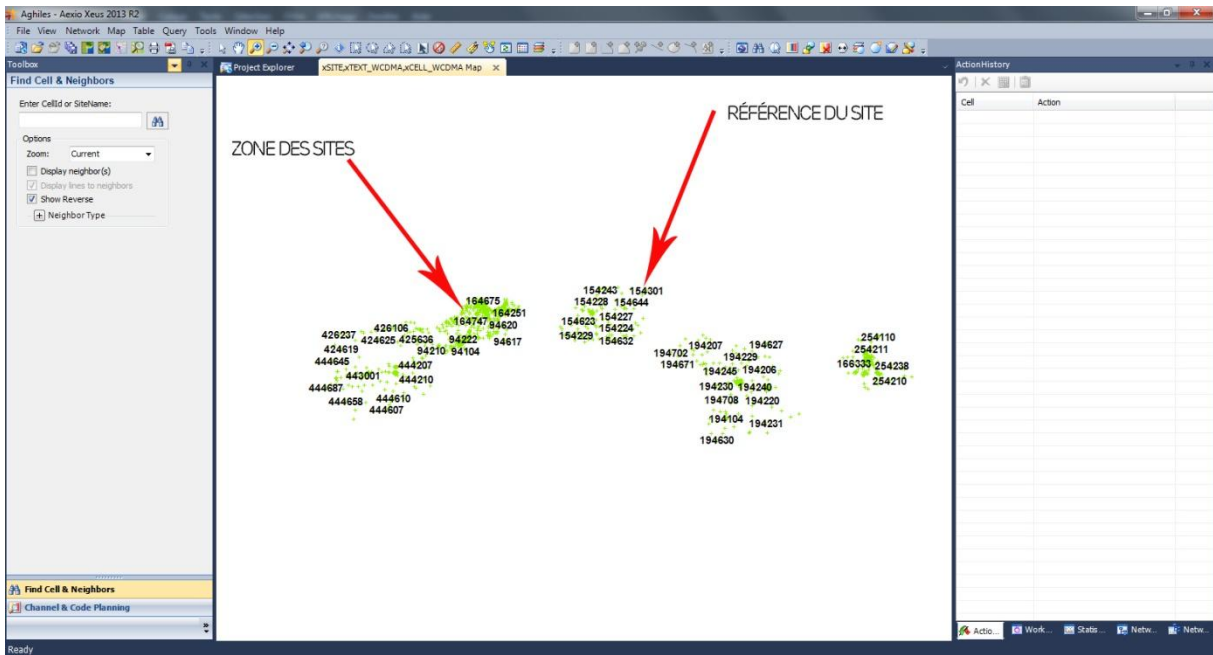 Aghiles - Aexio Xeus 2013 R2
File View Network Map Table Query Tools Window Help
Toolbox
Find Cell & Neighbors
Enter CellId or SiteName:
Options
Zoom: Current
Display neighbor(s)
Display lines to neighbors
Show Reverse
Neighbor Type
Find Cell & Neighbors
Channel & Code Planning
Ready
Project Explorer
xSITE,xTEXT_WCDMA,xCELL_WCDMA Map
ZONE DES SITES
RÉFÉRENCE DU SITE
164675
164251
164747 94620
426106
426237 424625 425636 94222 94617
424619 94210 94104
444645 444207
443001 444210
444687
444658 444610
444607
154243 154301
154228 154644
154623 154227
154224
154229 154632
194207 194627
194702 194229
194671 194245 194206
194230 194240
194708 194220
194104 194231
194630
254110
254211
166333 254238
254210
ActionHistory
Cell Action
Actio... Work... Statis... Netw... Netw...